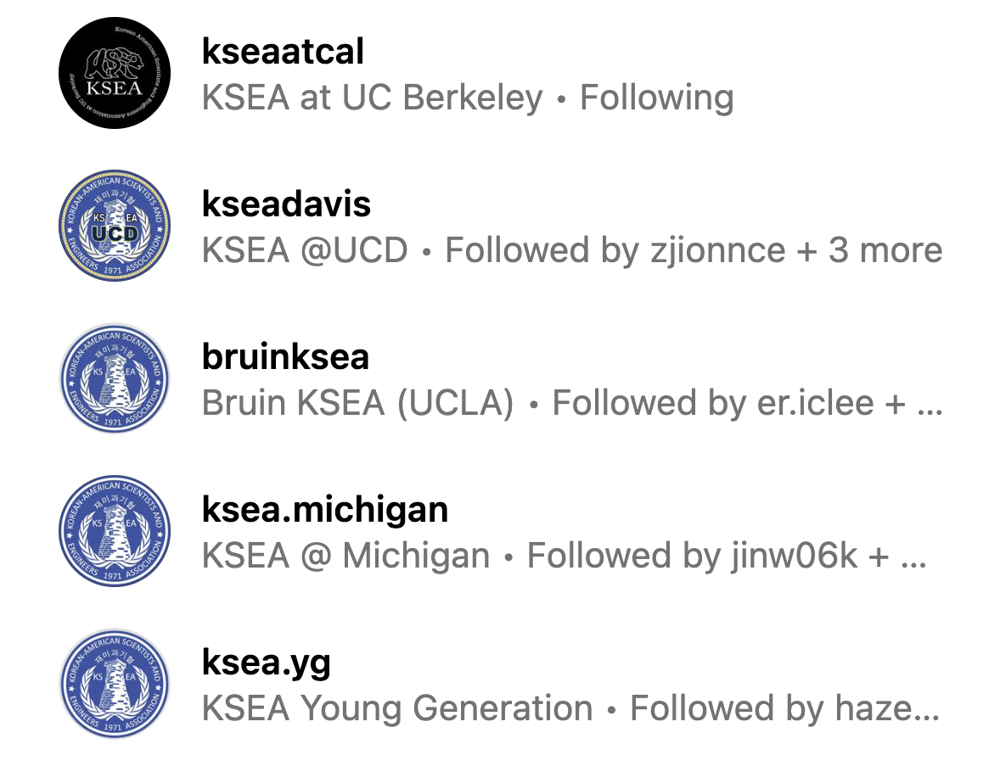 Korean American Scientists and Engineers Association at UC Berkeley
KSEA
kseaatcal
KSEA at UC Berkeley • Following
KOREAN-AMERICAN SCIENTISTS AND
재미과기협
KS EA
UCD
ENGINEERS 1971 ASSOCIATION
kseadavis
KSEA @UCD • Followed by zjionnce + 3 more
KOREAN-AMERICAN SCIENTISTS AND
재미과기협
KS EA
ENGINEERS 1971 ASSOCIATION
bruinksea
Bruin KSEA (UCLA) • Followed by er.iclee + ...
KOREAN-AMERICAN SCIENTISTS AND
재미과기협
KS EA
ENGINEERS 1971 ASSOCIATION
ksea.michigan
KSEA @ Michigan • Followed by jinw06k + ...
KOREAN-AMERICAN SCIENTISTS AND
재미과기협
KS EA
ENGINEERS 1971 ASSOCIATION
ksea.yg
KSEA Young Generation • Followed by haze...